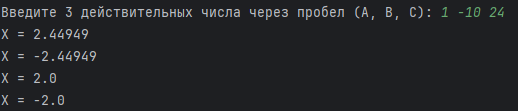 Введите 3 действительных числа через пробел (A, B, C): 1 -10 24
X = 2.44949
X = -2.44949
X = 2.0
X = -2.0